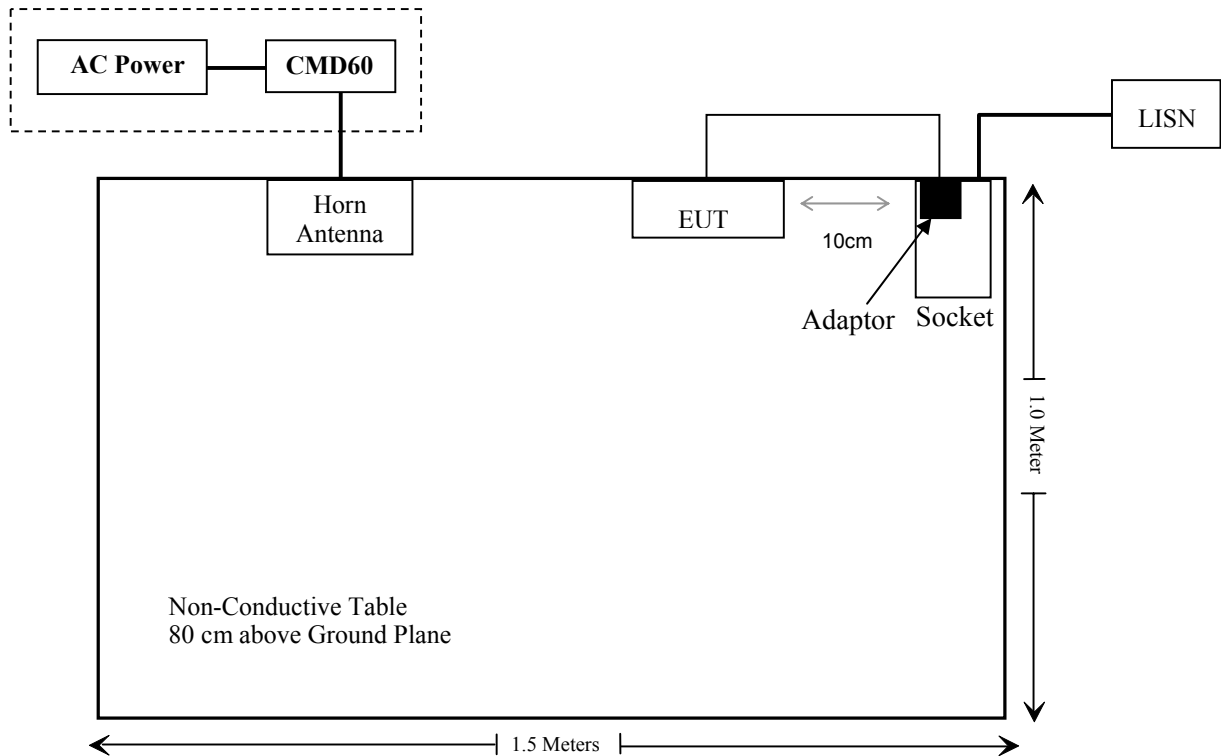 AC Power
CMD60
LISN
Horn
Antenna
EUT
10cm
Adaptor
Socket
1.0 Meter
Non-Conductive Table
80 cm above Ground Plane
1.5 Meters